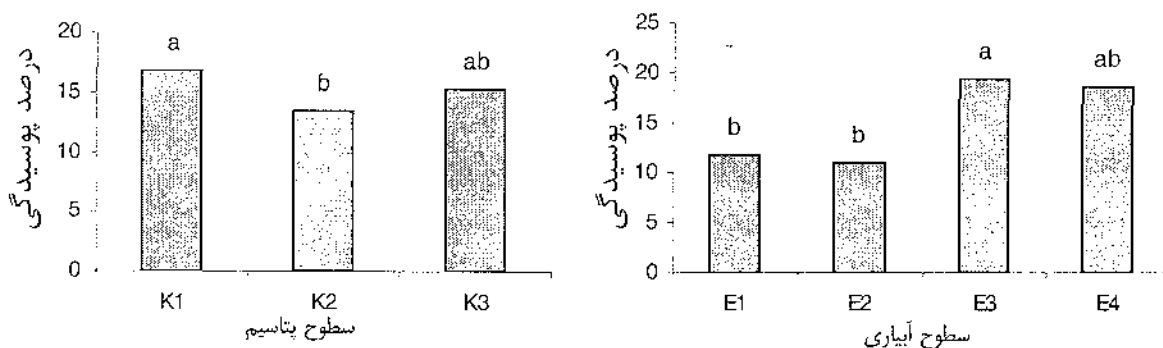 درصد پوسیدگی
20
15
10
5
0
a
b
ab
K1 K2 K3
سطوح پتاسیم
درصد پوسیدگی
25
20
15
10
5
0
b
b
a
ab
E1 E2 E3 E4
سطوح آبیاری